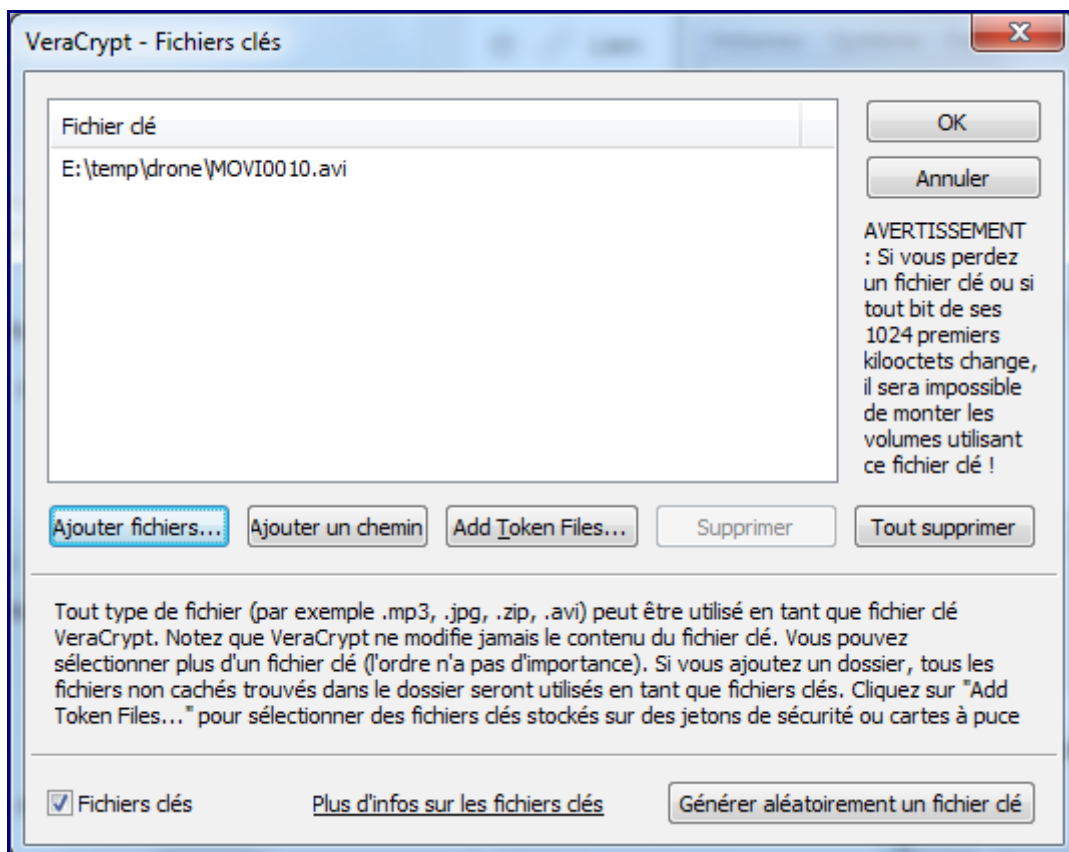 VeraCrypt - Fichiers clés
Fichier clé
E:\temp\drone\MOVI0010.avi
OK
Annuler
AVERTISSEMENT
: Si vous perdez
un fichier clé ou si
tout bit de ses
1024 premiers
kilooctets change,
il sera impossible
de monter les
volumes utilisant
ce fichier clé !
Ajouter fichiers...
Ajouter un chemin
Add Token Files...
Supprimer
Tout supprimer
Tout type de fichier (par exemple .mp3, .jpg, .zip, .avi) peut être utilisé en tant que fichier clé
VeraCrypt. Notez que VeraCrypt ne modifie jamais le contenu du fichier clé. Vous pouvez
sélectionner plus d'un fichier clé (l'ordre n'a pas d'importance). Si vous ajoutez un dossier, tous les
fichiers non cachés trouvés dans le dossier seront utilisés en tant que fichiers clés. Cliquez sur "Add
Token Files..." pour sélectionner des fichiers clés stockés sur des jetons de sécurité ou cartes à puce
Fichiers clés
Plus d'infos sur les fichiers clés
Générer aléatoirement un fichier clé